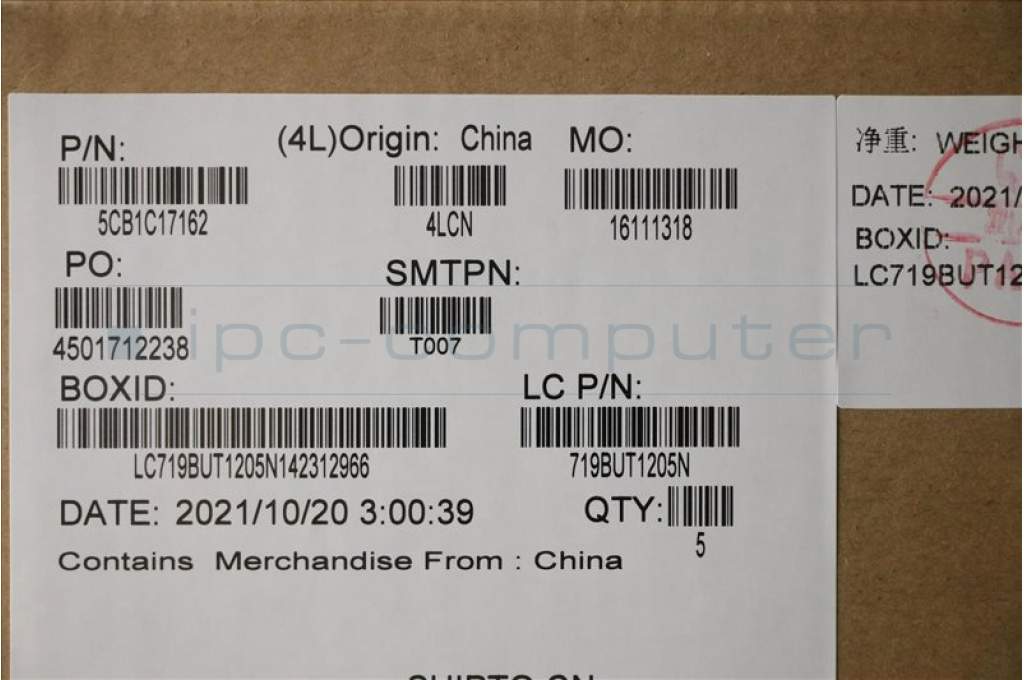 P/N: (4L)Origin: China MO:
5CB1C17162 4LCN 16111318
PO: SMTPN:
4501712238 T007
BOXID: LC P/N:
LC719BUT1205N142312966 719BUT1205N
DATE: 2021/10/20 3:00:39 QTY:
5
Contains Merchandise From : China
净重: WEIGH
DATE: 2021/
BOXID:
LC719BUT12
ipc-computer